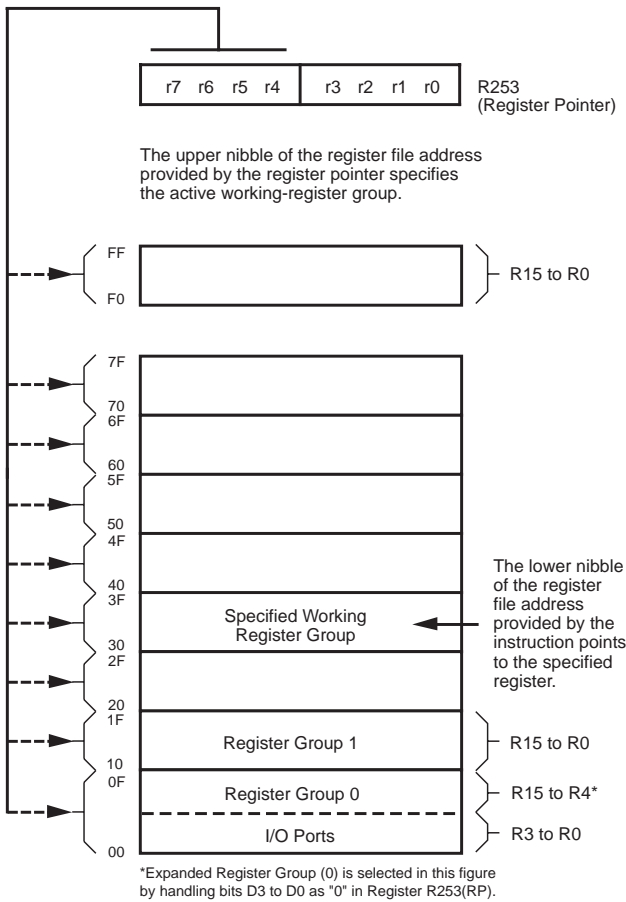 r7 r6 r5 r4 r3 r2 r1 r0
R253
(Register Pointer)
The upper nibble of the register file address
provided by the register pointer specifies
the active working-register group.
FF
F0
R15 to R0
7F
70
6F
60
5F
50
4F
40
3F
Specified Working
Register Group
30
The lower nibble
of the register
file address
provided by the
instruction points
to the specified
register.
2F
20
1F
Register Group 1
R15 to R0
10
0F
Register Group 0
R15 to R4*
I/O Ports
R3 to R0
00
*Expanded Register Group (0) is selected in this figure
by handling bits D3 to D0 as "0" in Register R253(RP).